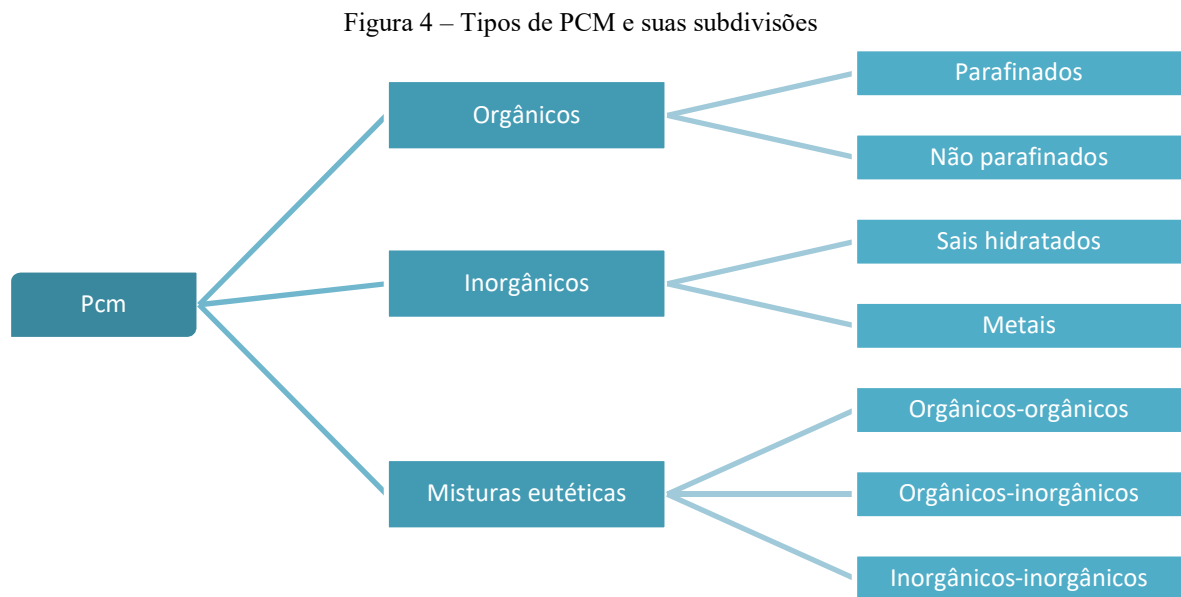 Figura 4 – Tipos de PCM e suas subdivisões
Pcm
Orgânicos
Parafinados
Não parafinados
Inorgânicos
Sais hidratados
Metais
Misturas eutéticas
Orgânicos-orgânicos
Orgânicos-inorgânicos
Inorgânicos-inorgânicos